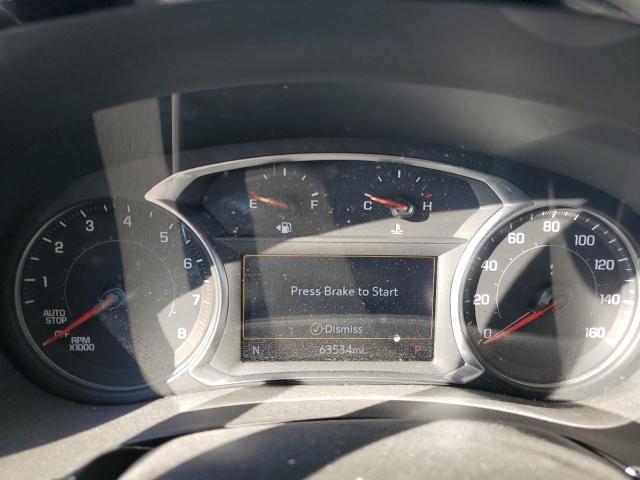 1 2 3 4 5 6 7 8
AUTO
STOP
OFF
RPM
X1000
E F
C H
Press Brake to Start
Dismiss
N 63534mi P
0 20 40 60 80 100 120 140 160